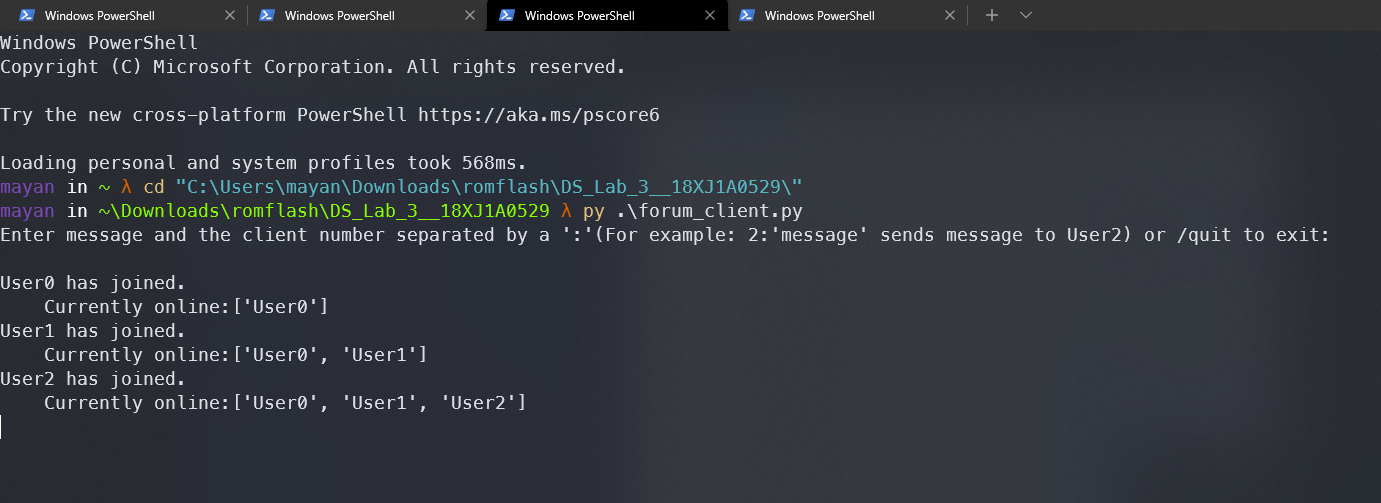 Windows PowerShell
Windows PowerShell
Windows PowerShell
Windows PowerShell
Windows PowerShell
Copyright (C) Microsoft Corporation. All rights reserved.
Try the new cross-platform PowerShell https://aka.ms/pscore6
Loading personal and system profiles took 568ms.
mayan in ~ λ cd "C:\Users\mayan\Downloads\romflash\DS_Lab_3__18XJ1A0529\"
mayan in ~\Downloads\romflash\DS_Lab_3__18XJ1A0529 λ py .\forum_client.py
Enter message and the client number separated by a ':'(For example: 2:'message' sends message to User2) or /quit to exit:
User0 has joined.
Currently online:['User0']
User1 has joined.
Currently online:['User0', 'User1']
User2 has joined.
Currently online:['User0', 'User1', 'User2']